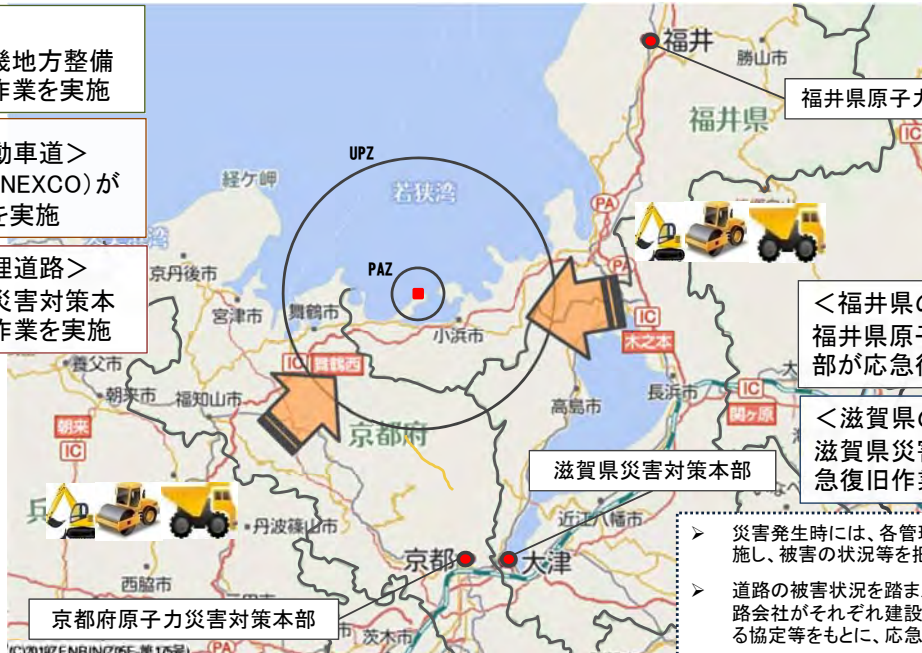 畿地方整備
作業を実施
動車道＞
NEXCO）が
を実施
理道路＞
災害対策本
作業を実施
福井
勝山市
福井県原子力
福井県
IC
UPZ
経ケ岬
若狭湾
PA
PAZ
PA
京丹後市
宮津市
舞鶴市
小浜市
IC
木之本
＜福井県の
福井県原子
部が応急復
養父市
朝来市
福知山市
IC
舞鶴西
高島市
長浜市
IC
関ヶ原
朝来
IC
京都府
＜滋賀県の
滋賀県災害
急復旧作業
滋賀県災害対策本部
兵
丹波篠山市
近江八幡市
➢ 災害発生時には、各管理
施し、被害の状況等を把
京都
大津
西脇市
➢ 道路の被害状況を踏ま
路会社がそれぞれ建設
る協定等をもとに、応急
京都府原子力災害対策本部
茨木市
PA